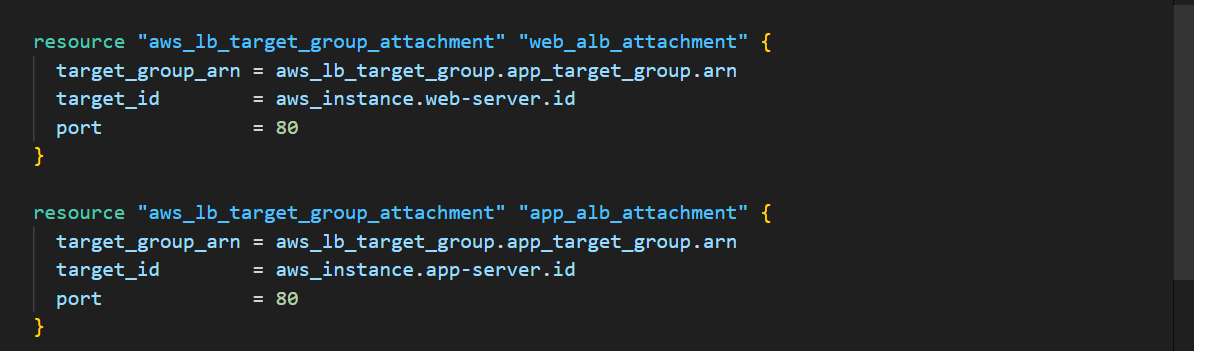 resource "aws_lb_target_group_attachment" "web_alb_attachment" {
  target_group_arn = aws_lb_target_group.app_target_group.arn
  target_id        = aws_instance.web-server.id
  port             = 80
}

resource "aws_lb_target_group_attachment" "app_alb_attachment" {
  target_group_arn = aws_lb_target_group.app_target_group.arn
  target_id        = aws_instance.app-server.id
  port             = 80
}